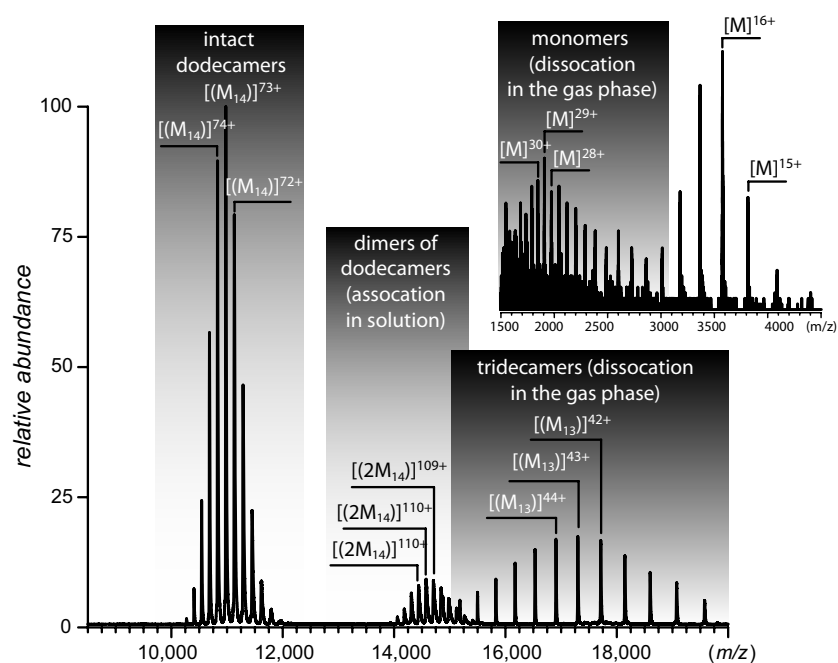 intact
dodecamers
[(M₁₄)]⁷³⁺
[(M₁₄)]⁷⁴⁺
[(M₁₄)]⁷²⁺
dimers of
dodecamers
(assocation
in solution)
[(2M₁₄)]¹⁰⁹⁺
[(2M₁₄)]¹¹⁰⁺
[(2M₁₄)]¹¹⁰⁺
tridecamers (dissocation
in the gas phase)
[(M₁₃)]⁴²⁺
[(M₁₃)]⁴³⁺
[(M₁₃)]⁴⁴⁺
monomers
(dissocation
in the gas phase)
[M]²⁹⁺
[M]³⁰⁺
[M]²⁸⁺
[M]¹⁶⁺
[M]¹⁵⁺
1500 2000 2500 3000 3500 4000 (m/z)
relative abundance
100
75
50
25
0
10,000 12,000 14,000 16,000 18,000 (m/z)